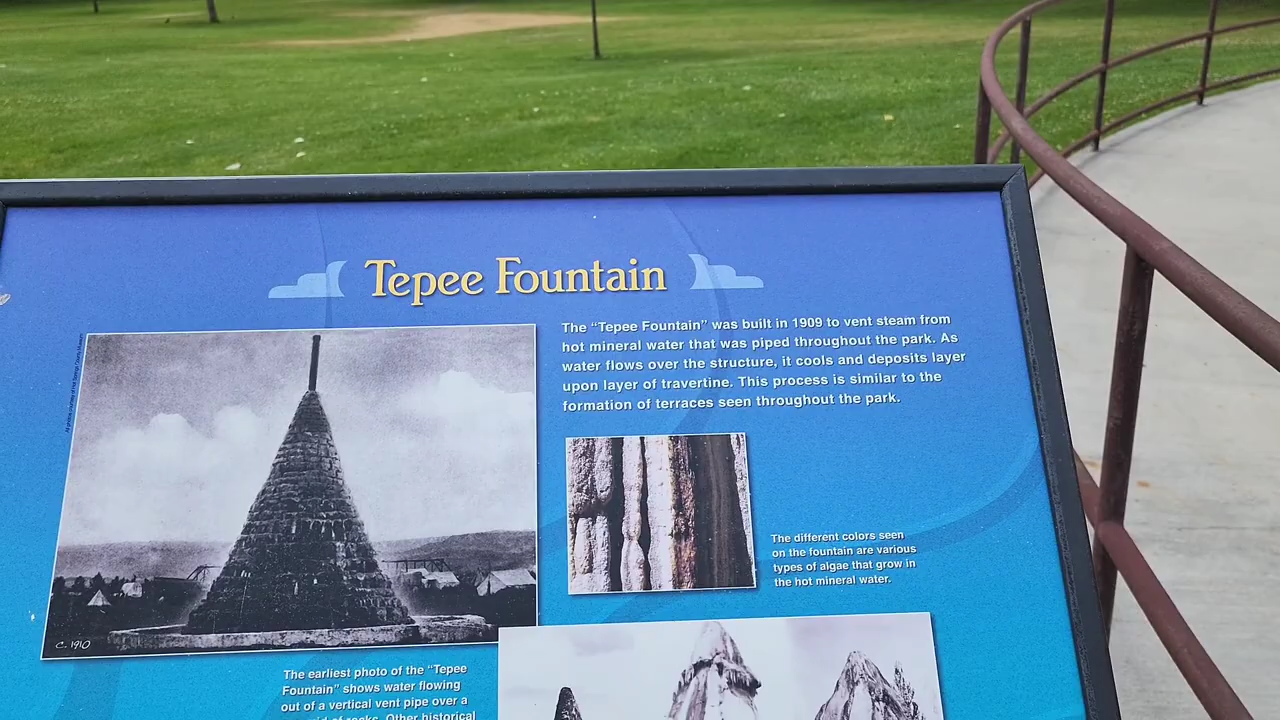 Tepee Fountain
The “Tepee Fountain” was built in 1909 to vent steam from
hot mineral water that was piped throughout the park. As
water flows over the structure, it cools and deposits layer
upon layer of travertine. This process is similar to the
formation of terraces seen throughout the park.
The different colors seen
on the fountain are various
types of algae that grow in
the hot mineral water.
C. 1910
The earliest photo of the “Tepee
Fountain” shows water flowing
out of a vertical vent pipe over a
of rocks. Other historical